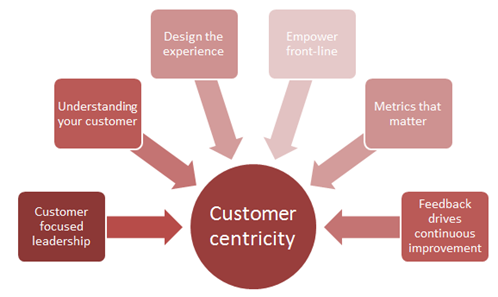 Design the
experience
Empower
front-line
Understanding
your customer
Metrics that
matter
Customer
focused
leadership
Customer
centricity
Feedback
drives
continuous
improvement